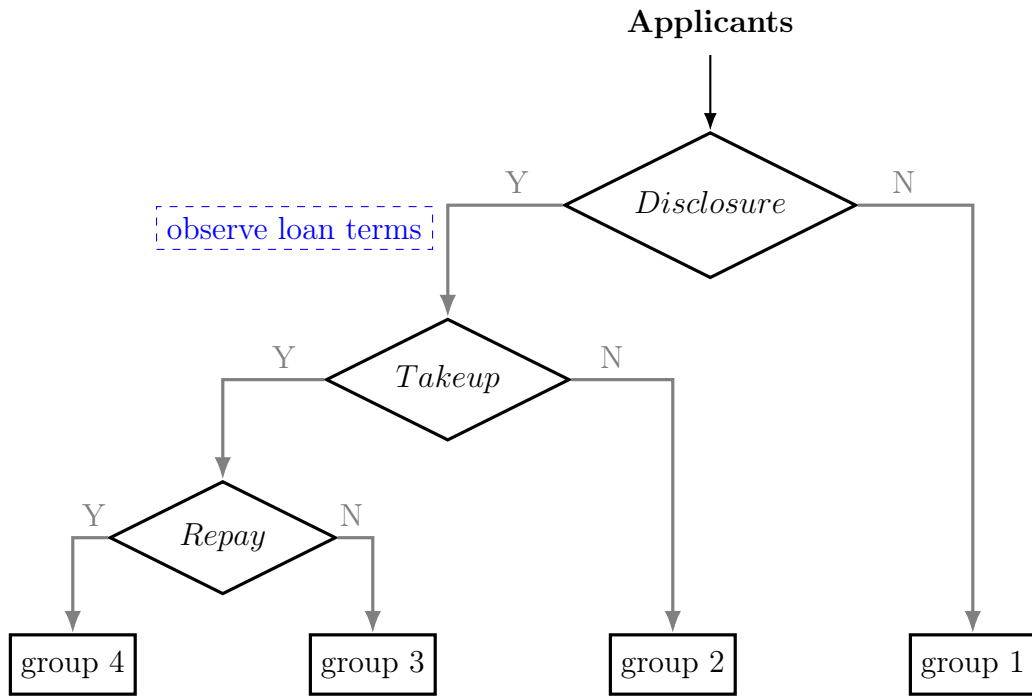 Applicants
Y
N
Disclosure
observe loan terms
Y
N
Takeup
Y
N
Repay
group 4
group 3
group 2
group 1